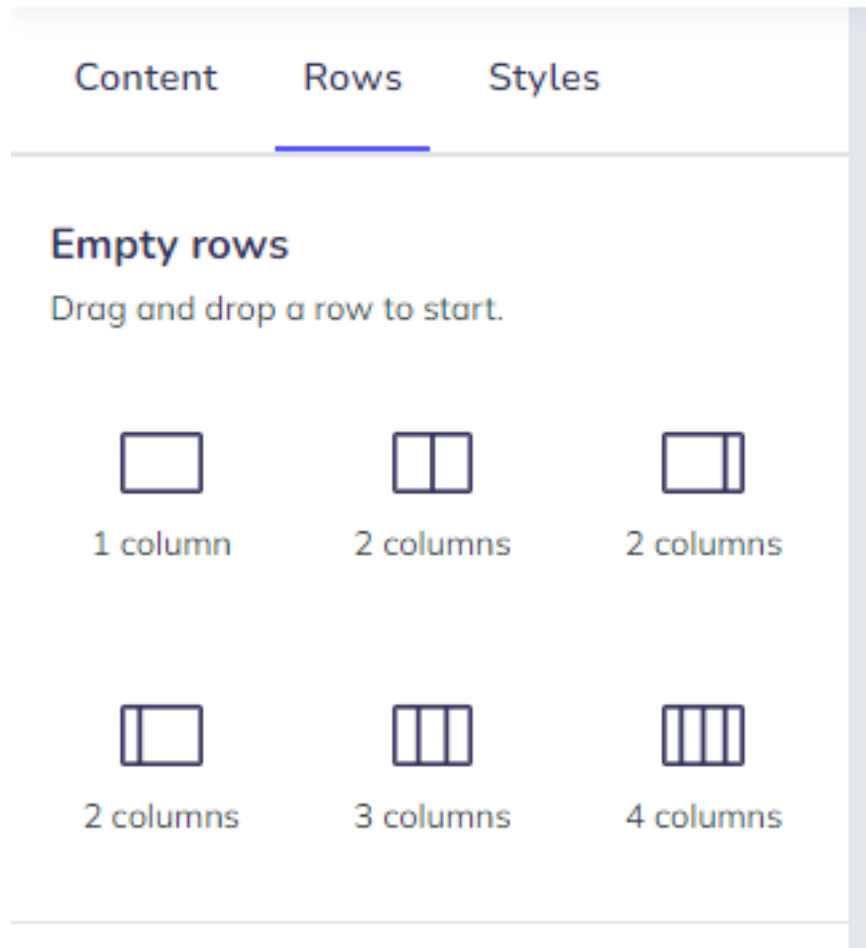 Content Rows Styles
Empty rows
Drag and drop a row to start.
1 column 2 columns 2 columns
2 columns 3 columns 4 columns